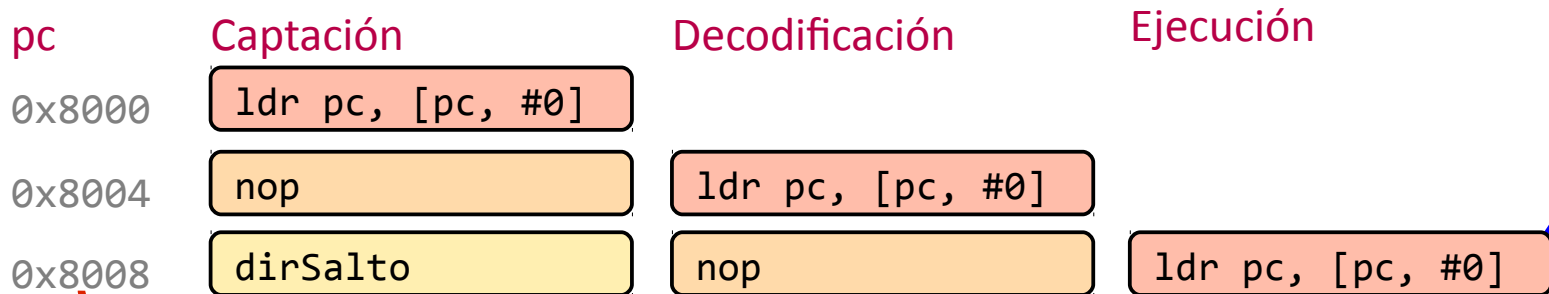 pc Captación Decodificación Ejecución
0x8000 ldr pc, [pc, #0]
0x8004 nop ldr pc, [pc, #0]
0x8008 dirSalto nop ldr pc, [pc, #0]